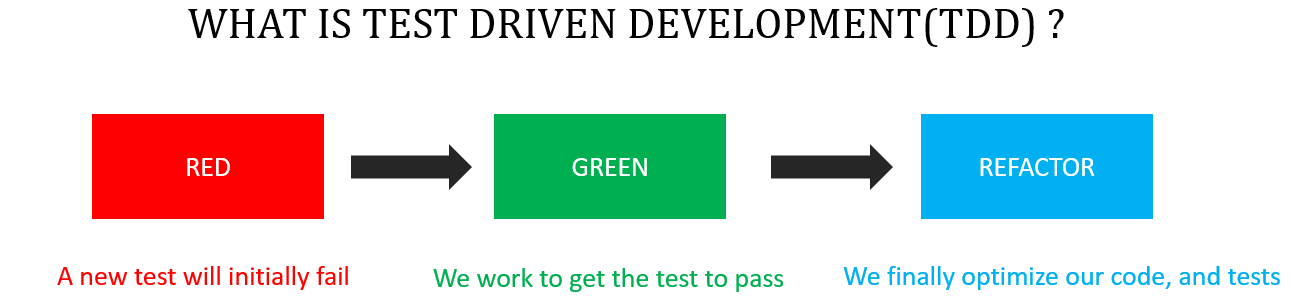 WHAT IS TEST DRIVEN DEVELOPMENT(TDD) ?
RED
GREEN
REFACTOR
A new test will initially fail
We work to get the test to pass
We finally optimize our code, and tests